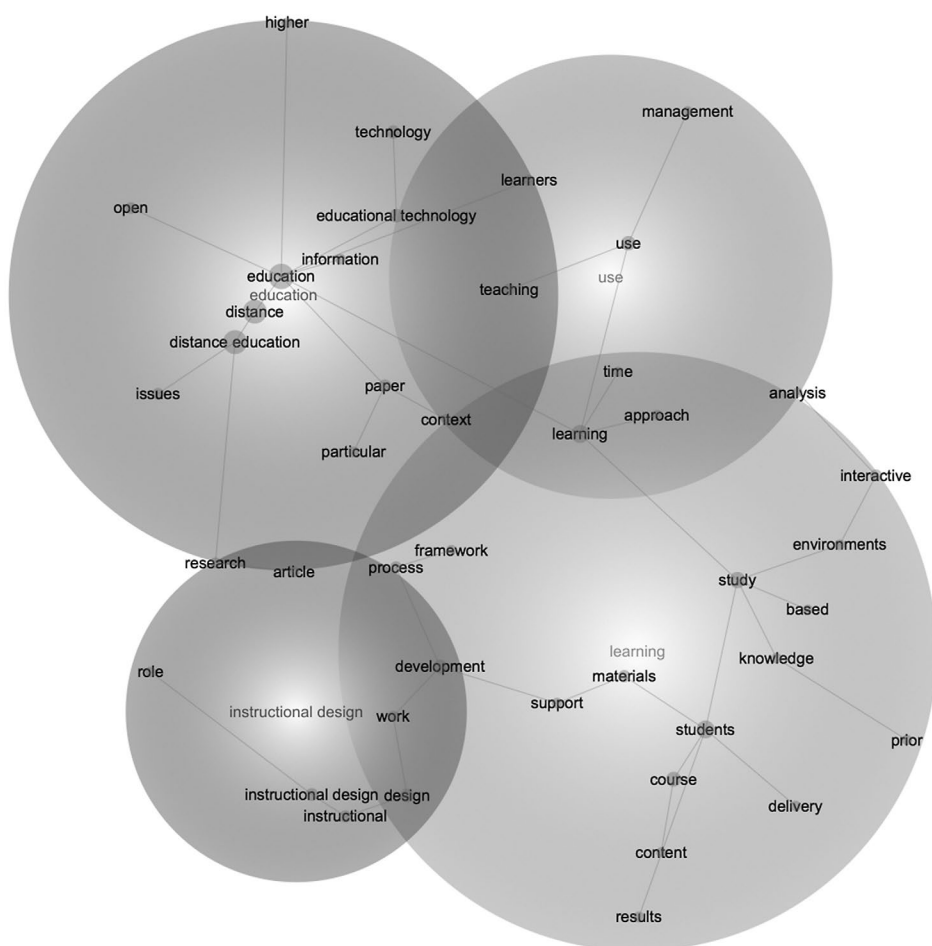 higher
management
technology
learners
open
educational technology
use
information
education
use
teaching
education
distance
distance education
time
paper
issues
analysis
approach
context
learning
particular
interactive
environments
framework
research
process
article
study
based
learning
knowledge
development
role
materials
support
instructional design
work
students
prior
course
instructional design
design
delivery
instructional
content
results